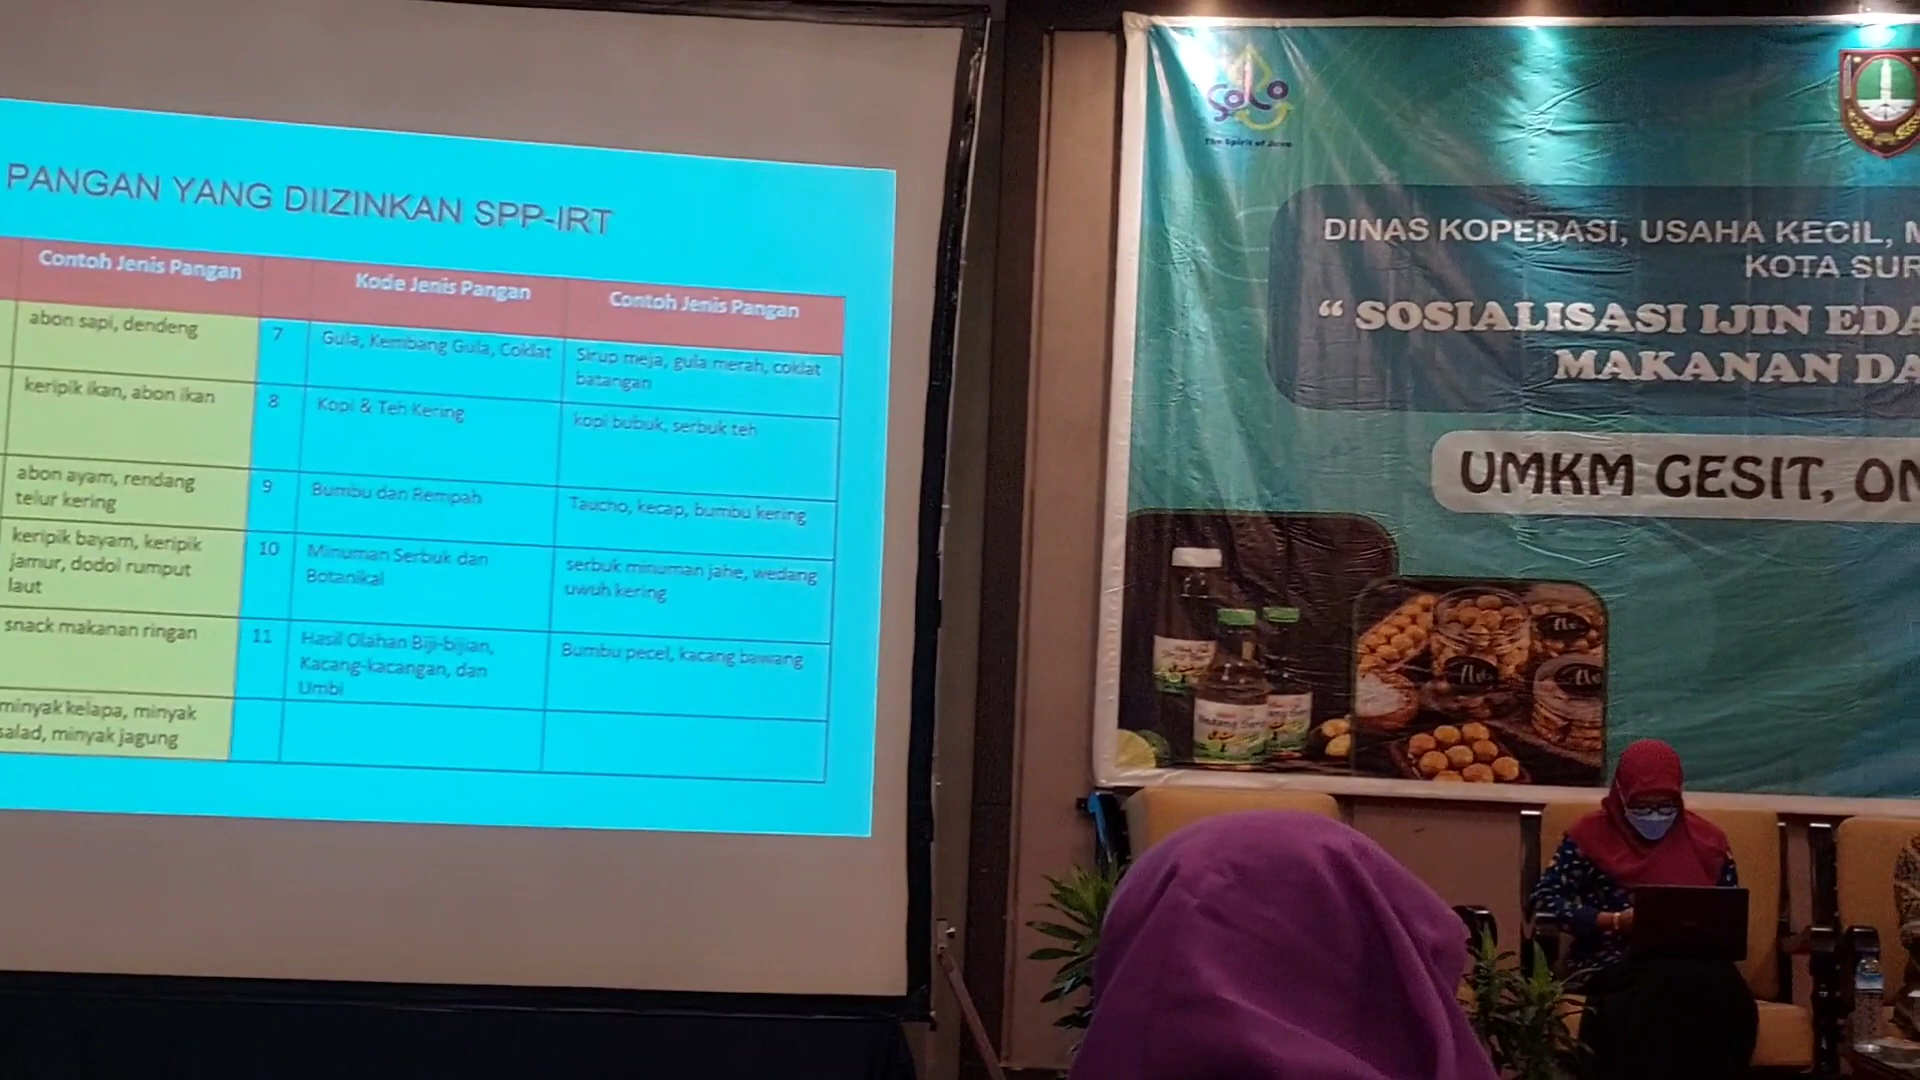 PANGAN YANG DIIZINKAN SPP-IRT
Contoh Jenis Pangan
Kode Jenis Pangan
Contoh Jenis Pangan
abon sapi, dendeng
7
Gula, Kembang Gula, Coklat
Sirup meja, gula merah, coklat
batangan
keripik ikan, abon ikan
8
Kopi & Teh Kering
kopi bubuk, serbuk teh
abon ayam, rendang
telur kering
9
Bumbu dan Rempah
Taucho, kecap, bumbu kering
keripik bayam, keripik
jamur, dodol rumput
laut
10
Minuman Serbuk dan
Botanikal
serbuk minuman jahe, wedang
uwuh kering
snack makanan ringan
11
Hasil Olahan Biji-bijian,
Kacang-kacangan, dan
Umbi
Bumbu pecel, kacang bawang
minyak kelapa, minyak
salad, minyak jagung
Solo
The Spirit of Java
DINAS KOPERASI, USAHA KECIL, M
KOTA SUR
“ SOSIALISASI IJIN EDA
MAKANAN DA
UMKM GESIT, ON